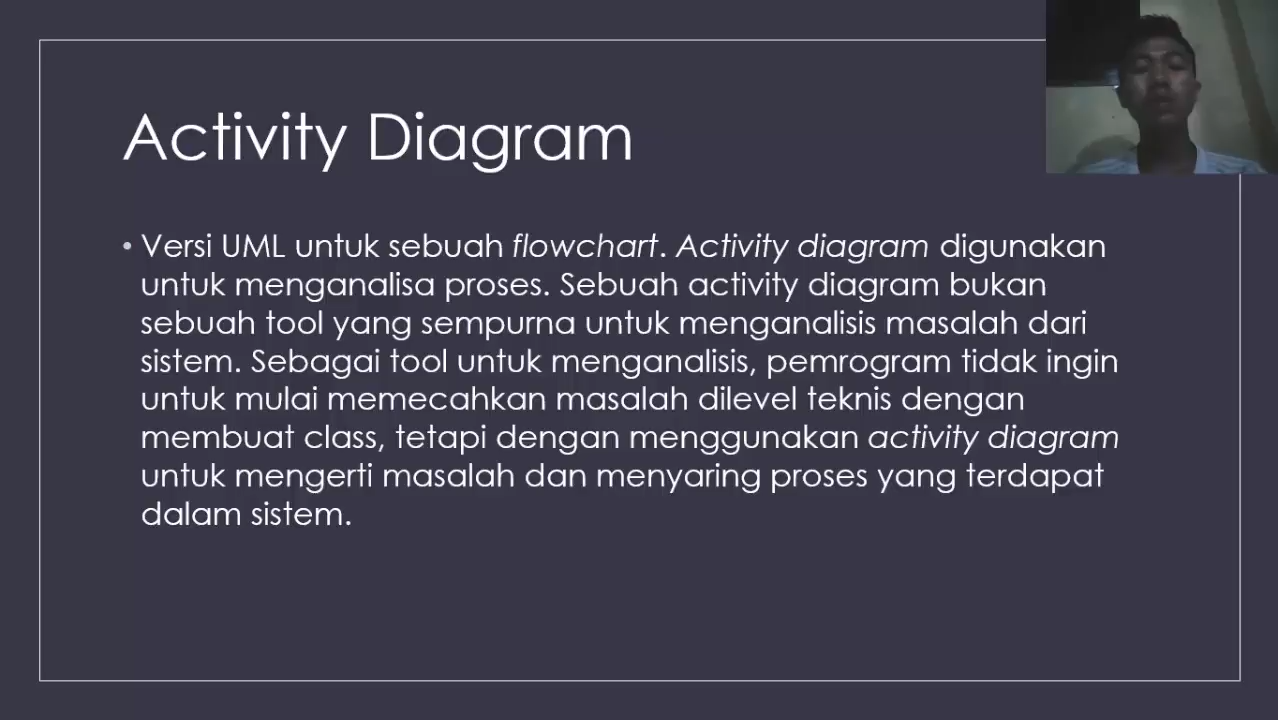 Activity Diagram
• Versi UML untuk sebuah flowchart. Activity diagram digunakan
untuk menganalisa proses. Sebuah activity diagram bukan
sebuah tool yang sempurna untuk menganalisis masalah dari
sistem. Sebagai tool untuk menganalisis, pemrogram tidak ingin
untuk mulai memecahkan masalah dilevel teknis dengan
membuat class, tetapi dengan menggunakan activity diagram
untuk mengerti masalah dan menyaring proses yang terdapat
dalam sistem.